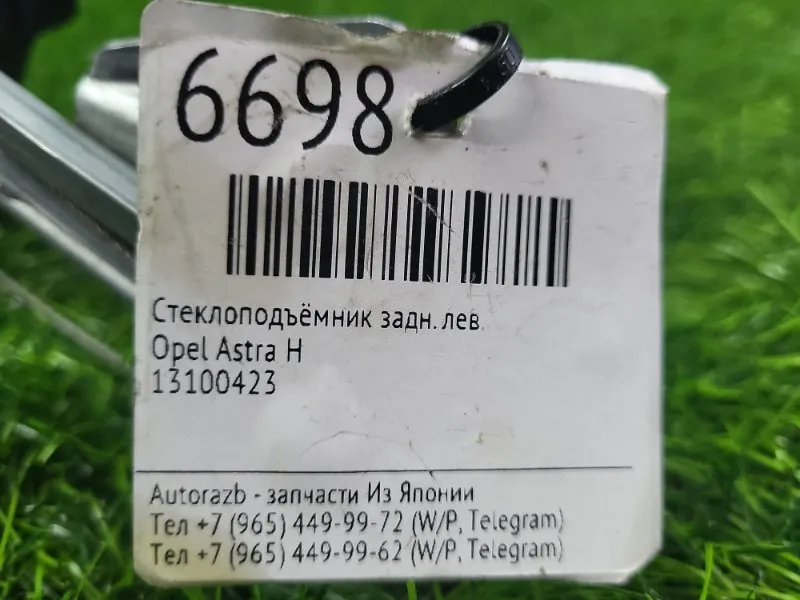 6698
Стеклоподъёмник задн. лев.
Opel Astra H
13100423
Autorazb - запчасти Из Японии
Тел +7 (965) 449-99-72 (W/P, Telegram)
Тел +7 (965) 449-99-62 (W/P, Telegram)